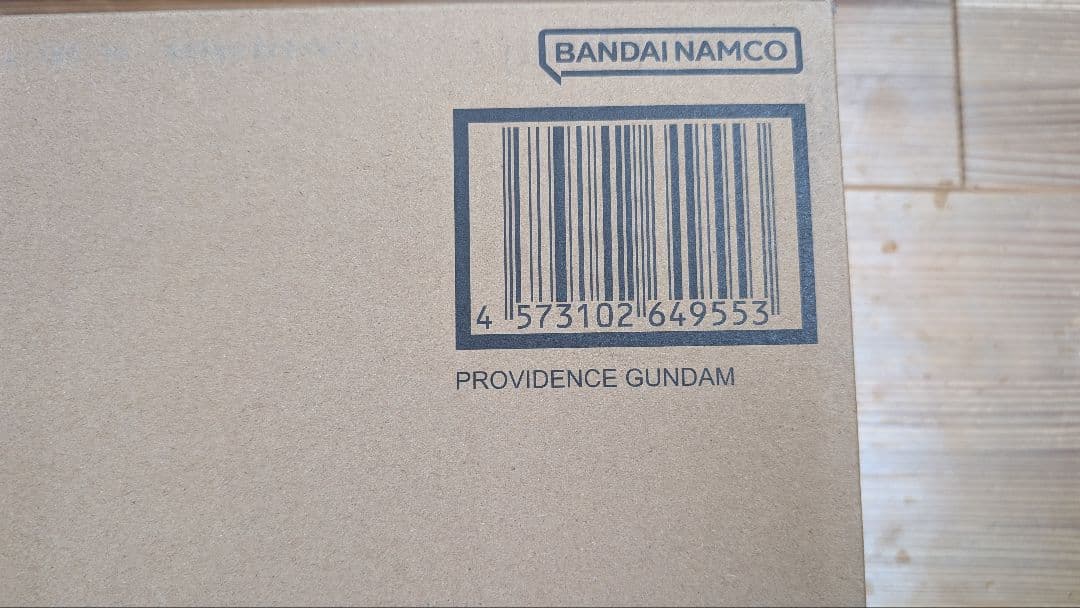 BANDAI NAMCO
4 573102 649553
PROVIDENCE GUNDAM